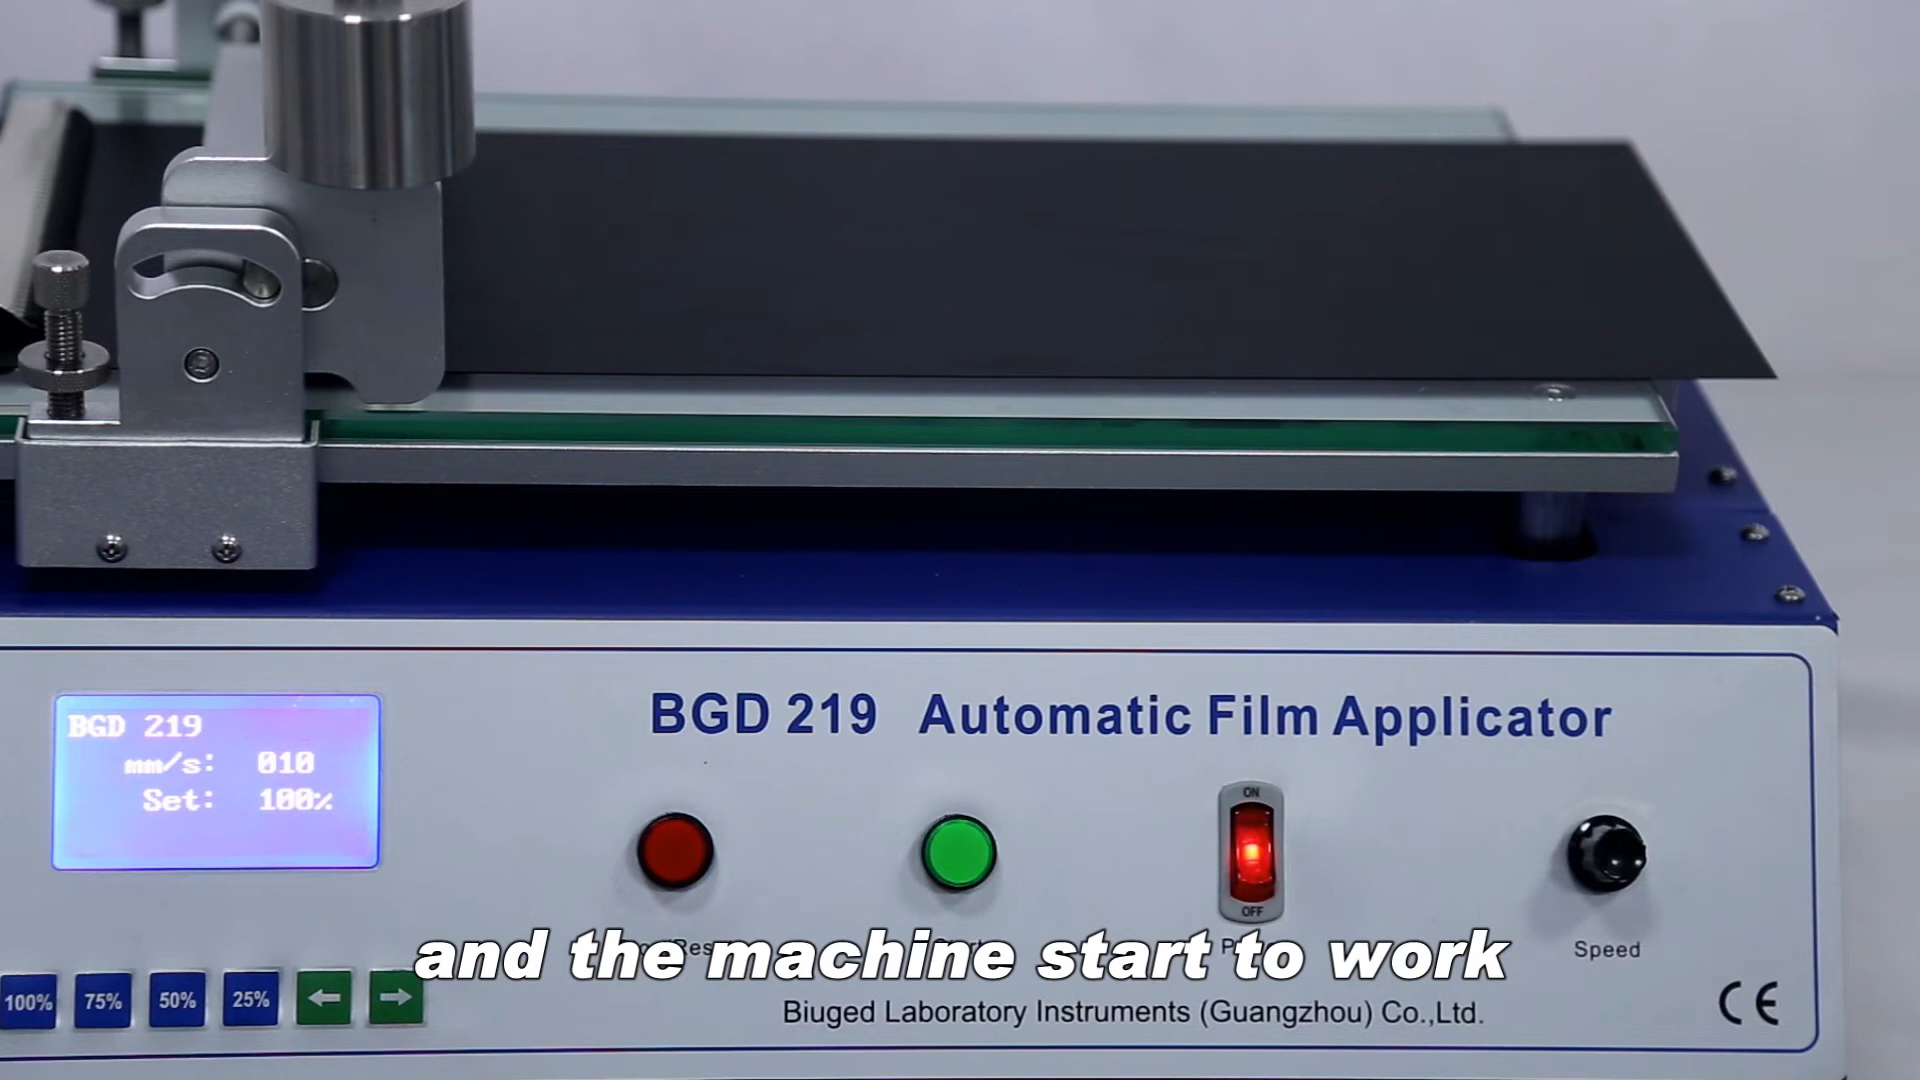 BGD 219
mm/s: 010
Set: 100%
BGD 219 Automatic Film Applicator
ON
OFF
Speed
and the machine start to work
100% 75% 50% 25% ← →
Biuged Laboratory Instruments (Guangzhou) Co.,Ltd.
CE